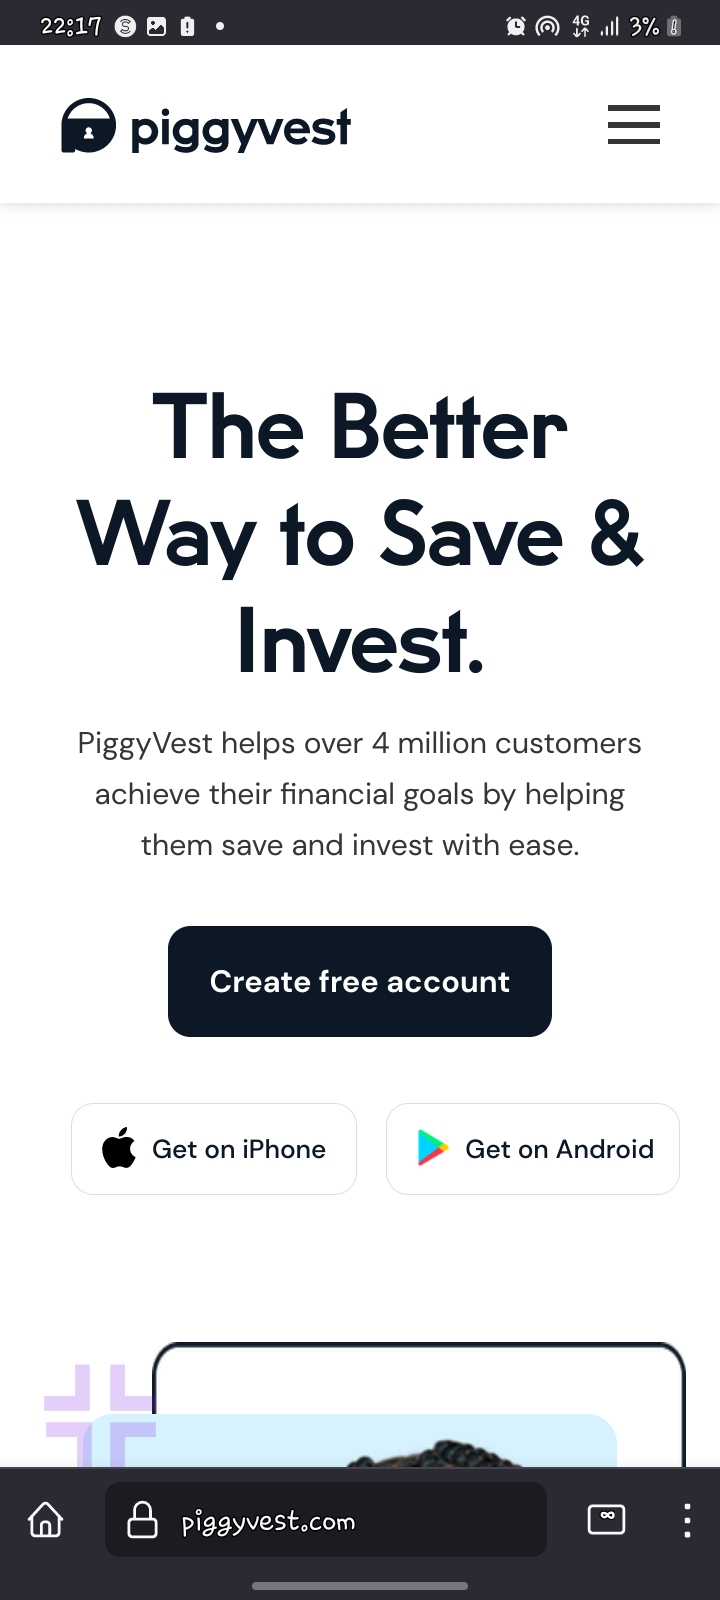 22:17
4G
3%
piggyvest
The Better
Way to Save &
Invest.
PiggyVest helps over 4 million customers
achieve their financial goals by helping
them save and invest with ease.
Create free account
Get on iPhone
Get on Android
piggyvest.com